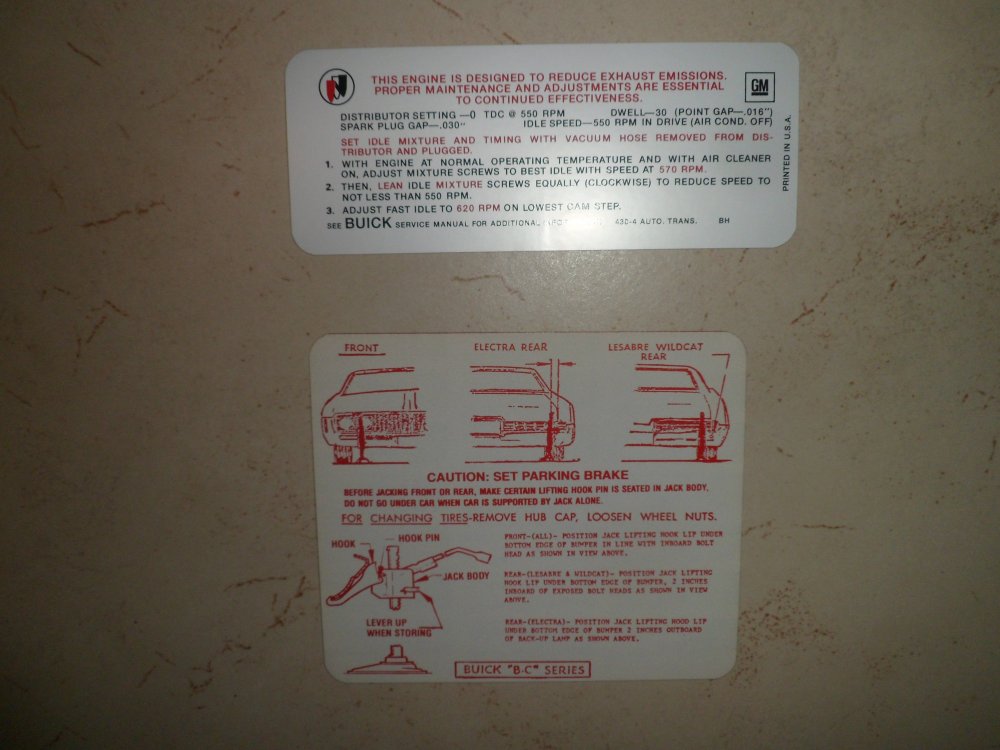 THIS ENGINE IS DESIGNED TO REDUCE EXHAUST EMISSIONS.
PROPER MAINTENANCE AND ADJUSTMENTS ARE ESSENTIAL
TO CONTINUED EFFECTIVENESS.
GM
DISTRIBUTOR SETTING—0 TDC @ 550 RPM DWELL—30 (POINT GAP—.016")
SPARK PLUG GAP—.030" IDLE SPEED—550 RPM IN DRIVE (AIR COND. OFF)
SET IDLE MIXTURE AND TIMING WITH VACUUM HOSE REMOVED FROM DIS-
TRIBUTOR AND PLUGGED.
1. WITH ENGINE AT NORMAL OPERATING TEMPERATURE AND WITH AIR CLEANER
ON, ADJUST MIXTURE SCREWS TO BEST IDLE WITH SPEED AT 570 RPM.
2. THEN, LEAN IDLE MIXTURE SCREWS EQUALLY (CLOCKWISE) TO REDUCE SPEED TO
NOT LESS THAN 550 RPM.
3. ADJUST FAST IDLE TO 620 RPM ON LOWEST CAM STEP.
SEE BUICK SERVICE MANUAL FOR ADDITIONAL 430-4 AUTO. TRANS. BH
PRINTED IN U.S.A.
FRONT
ELECTRA REAR
LESABRE WILDCAT
REAR
CAUTION: SET PARKING BRAKE
BEFORE JACKING FRONT OR REAR, MAKE CERTAIN LIFTING HOOK PIN IS SEATED IN JACK BODY.
DO NOT GO UNDER CAR WHEN CAR IS SUPPORTED BY JACK ALONE.
FOR CHANGING TIRES-REMOVE HUB CAP, LOOSEN WHEEL NUTS.
HOOK
HOOK PIN
JACK BODY
LEVER UP
WHEN STORING
FRONT-(ALL)- POSITION JACK LIFTING HOOK LIP UNDER
BOTTOM EDGE OF BUMPER IN LINE WITH INBOARD BOLT
HEAD AS SHOWN IN VIEW ABOVE.
REAR-(LESABRE & WILDCAT)- POSITION JACK LIFTING
HOOK LIP UNDER BOTTOM EDGE OF BUMPER, 2 INCHES
INBOARD OF EXPOSED BOLT HEADS AS SHOWN IN VIEW
ABOVE.
REAR-(ELECTRA)- POSITION JACK LIFTING HOOD LIP
UNDER BOTTOM EDGE OF BUMPER 2 INCHES OUTBOARD
OF BACK-UP LAMP AS SHOWN ABOVE.
BUICK "B-C" SERIES